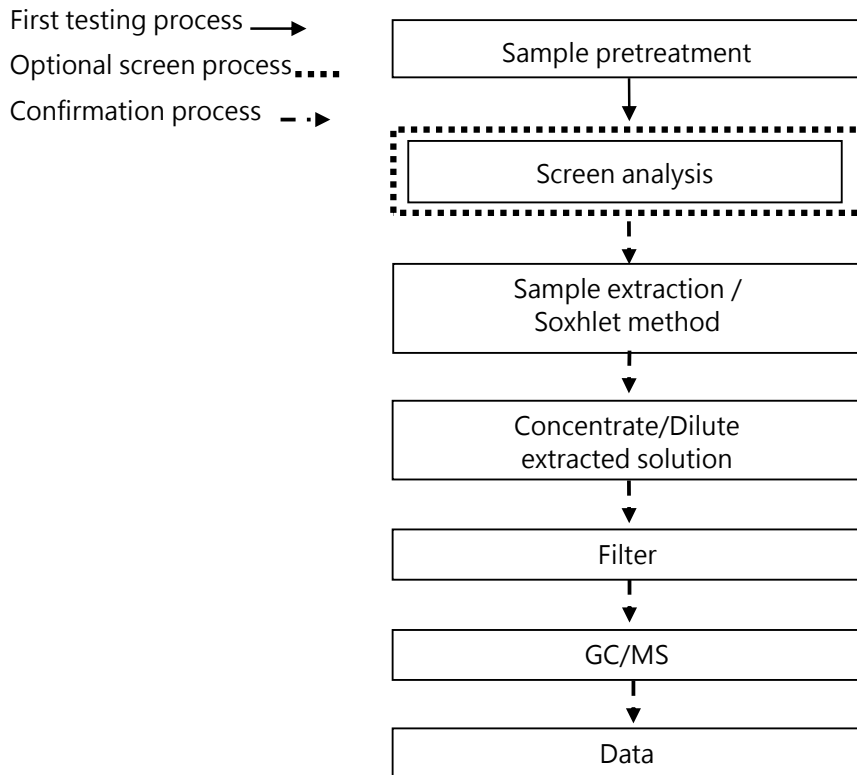 First testing process
Optional screen process
Confirmation process
Sample pretreatment
Screen analysis
Sample extraction /
Soxhlet method
Concentrate/Dilute
extracted solution
Filter
GC/MS
Data